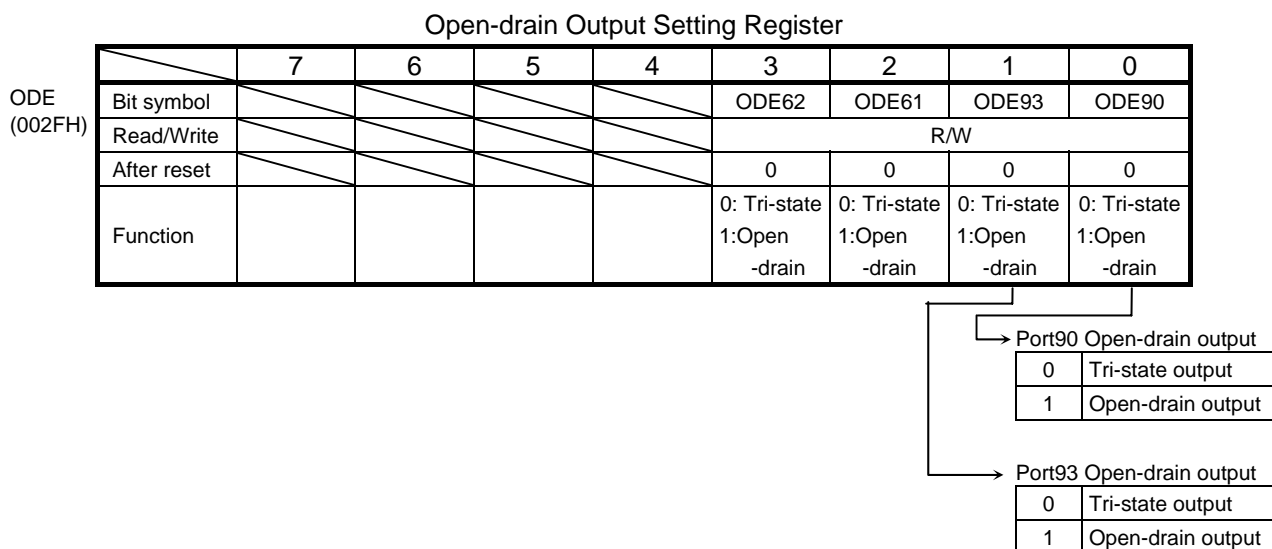 Open-drain Output Setting Register
7 6 5 4 3 2 1 0
ODE
(002FH)
Bit symbol ODE62 ODE61 ODE93 ODE90
Read/Write R/W
After reset 0 0 0 0
Function
0: Tri-state 0: Tri-state 0: Tri-state 0: Tri-state
1:Open 1:Open 1:Open 1:Open
-drain -drain -drain -drain
Port90 Open-drain output
0 Tri-state output
1 Open-drain output
Port93 Open-drain output
0 Tri-state output
1 Open-drain output